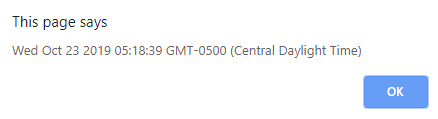 This page says
Wed Oct 23 2019 05:18:39 GMT-0500 (Central Daylight Time)
OK